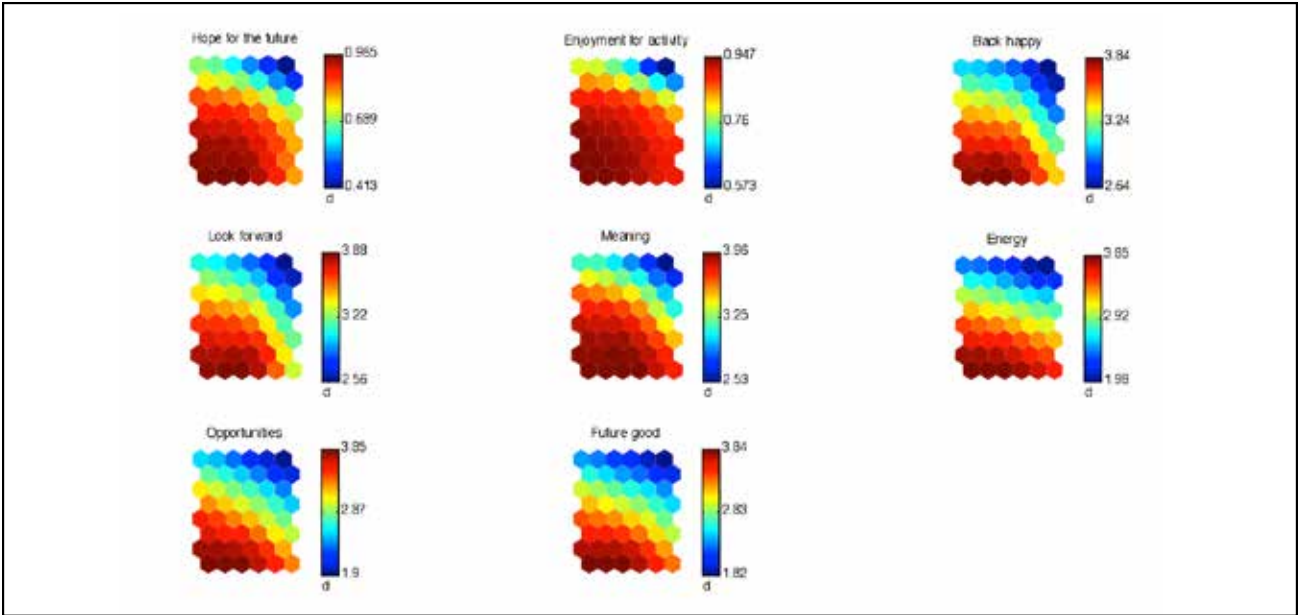 Hope for the future
0.965
0.689
0.413
d
Enjoyment for activity
0.947
0.76
0.573
d
Back happy
3.84
3.24
2.64
d
Look forward
3.88
3.22
2.56
d
Meaning
3.96
3.25
2.53
d
Energy
3.85
2.92
1.98
d
Opportunities
3.85
2.87
1.9
d
Future good
3.84
2.83
1.82
d